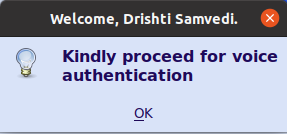 Welcome, Drishti Samvedi.
Kindly proceed for voice
authentication
OK